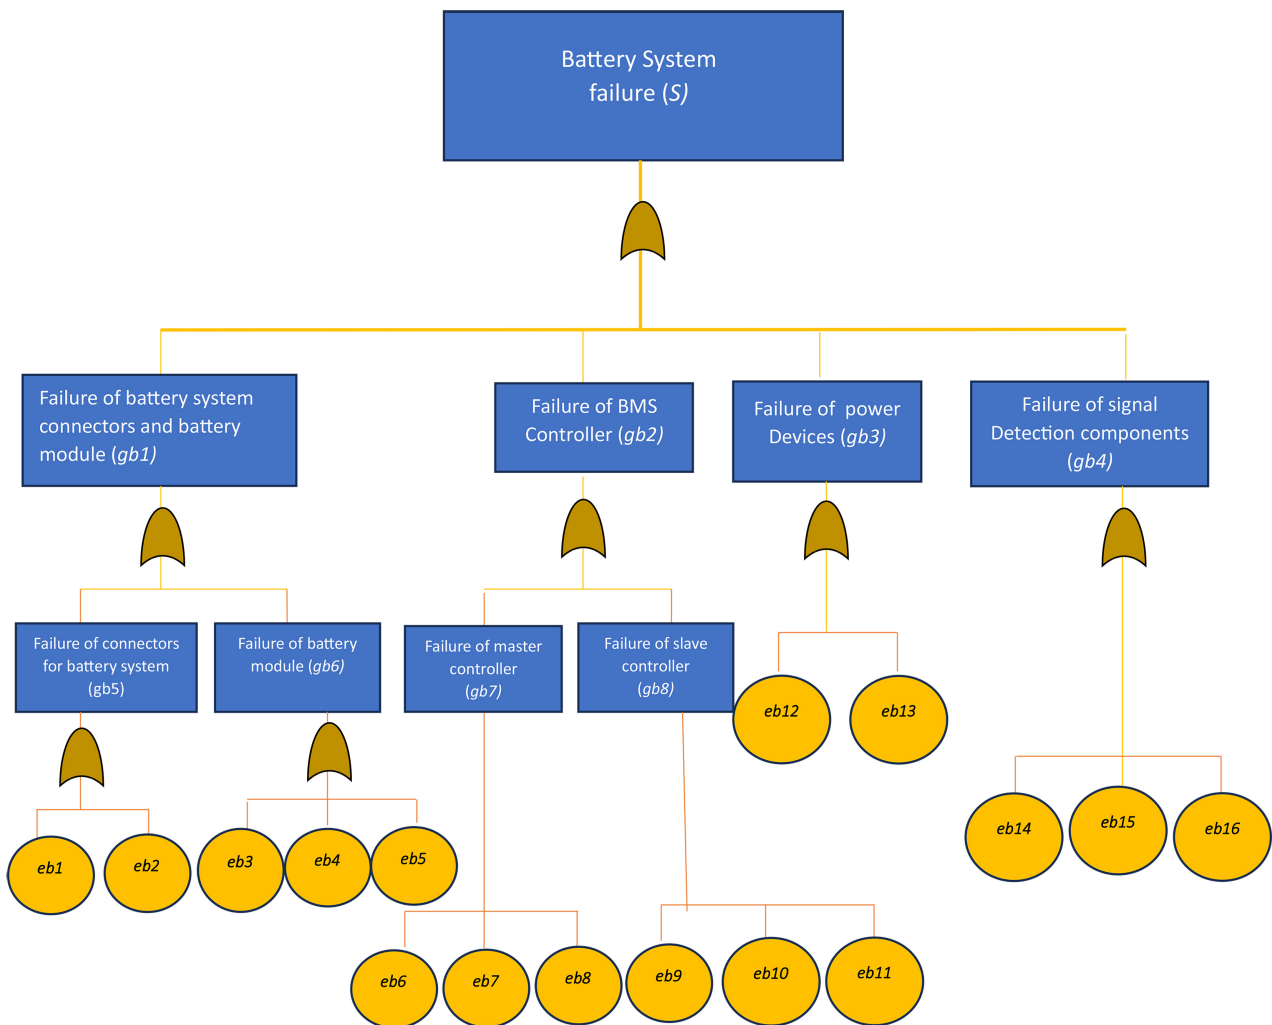 Battery System
failure (S)
Failure of battery system
connectors and battery
module (gb1)
Failure of BMS
Controller (gb2)
Failure of  power
Devices (gb3)
Failure of signal
Detection components
(gb4)
Failure of connectors
for battery system
(gb5)
Failure of battery
module (gb6)
Failure of master
controller
(gb7)
Failure of slave
controller
(gb8)
eb12
eb13
eb14
eb15
eb16
eb1
eb2
eb3
eb4
eb5
eb6
eb7
eb8
eb9
eb10
eb11